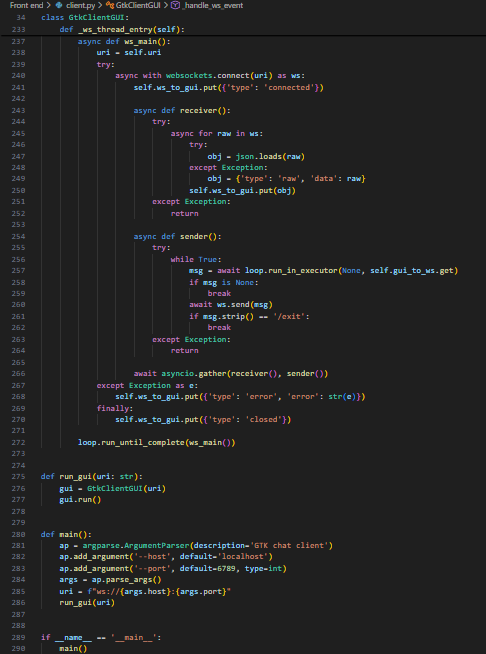 Front end > client.py > GtkClientGUI > _handle_ws_event
34 class GtkClientGUI:
233     def _ws_thread_entry(self):
237         async def ws_main():
238             uri = self.uri
239             try:
240                 async with websockets.connect(uri) as ws:
241                     self.ws_to_gui.put({'type': 'connected'})
242
243                     async def receiver():
244                         try:
245                             async for raw in ws:
246                                 try:
247                                     obj = json.loads(raw)
248                                 except Exception:
249                                     obj = {'type': 'raw', 'data': raw}
250                                 self.ws_to_gui.put(obj)
251                         except Exception:
252                             return
253
254                     async def sender():
255                         try:
256                             while True:
257                                 msg = await loop.run_in_executor(None, self.gui_to_ws.get)
258                                 if msg is None:
259                                     break
260                                 await ws.send(msg)
261                                 if msg.strip() == '/exit':
262                                     break
263                         except Exception:
264                             return
265
266                     await asyncio.gather(receiver(), sender())
267             except Exception as e:
268                 self.ws_to_gui.put({'type': 'error', 'error': str(e)})
269             finally:
270                 self.ws_to_gui.put({'type': 'closed'})
271
272         loop.run_until_complete(ws_main())
273
274
275 def run_gui(uri: str):
276     gui = GtkClientGUI(uri)
277     gui.run()
278
279
280 def main():
281     ap = argparse.ArgumentParser(description='GTK chat client')
282     ap.add_argument('--host', default='localhost')
283     ap.add_argument('--port', default=6789, type=int)
284     args = ap.parse_args()
285     uri = f"ws://{args.host}:{args.port}"
286     run_gui(uri)
287
288
289 if __name__ == '__main__':
290     main()